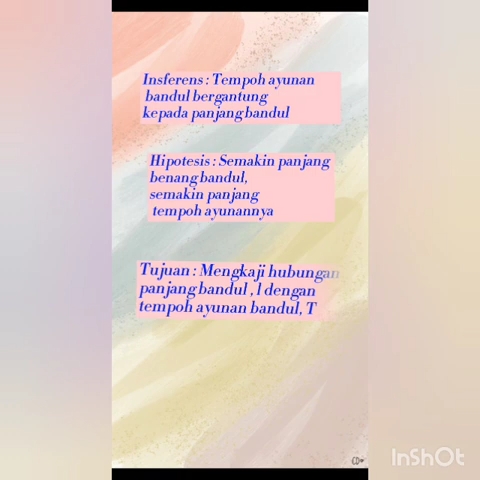 Insferens : Tempoh ayunan
bandul bergantung
kepada panjang bandul
Hipotesis : Semakin panjang
benang bandul,
semakin panjang
tempoh ayunannya
Tujuan : Mengkaji hubungan
panjang bandul , l dengan
tempoh ayunan bandul, T
InShOt